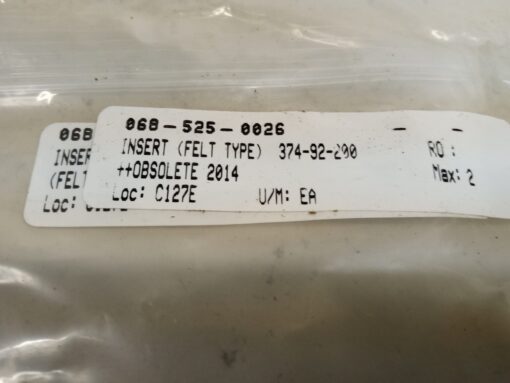 068-525-0026 - -
INSERT (FELT TYPE) 374-92-200 RO :
++OBSOLETE 2014 Max: 2
Loc: C127E U/M: EA
068
INSER
(FEL
Loc: